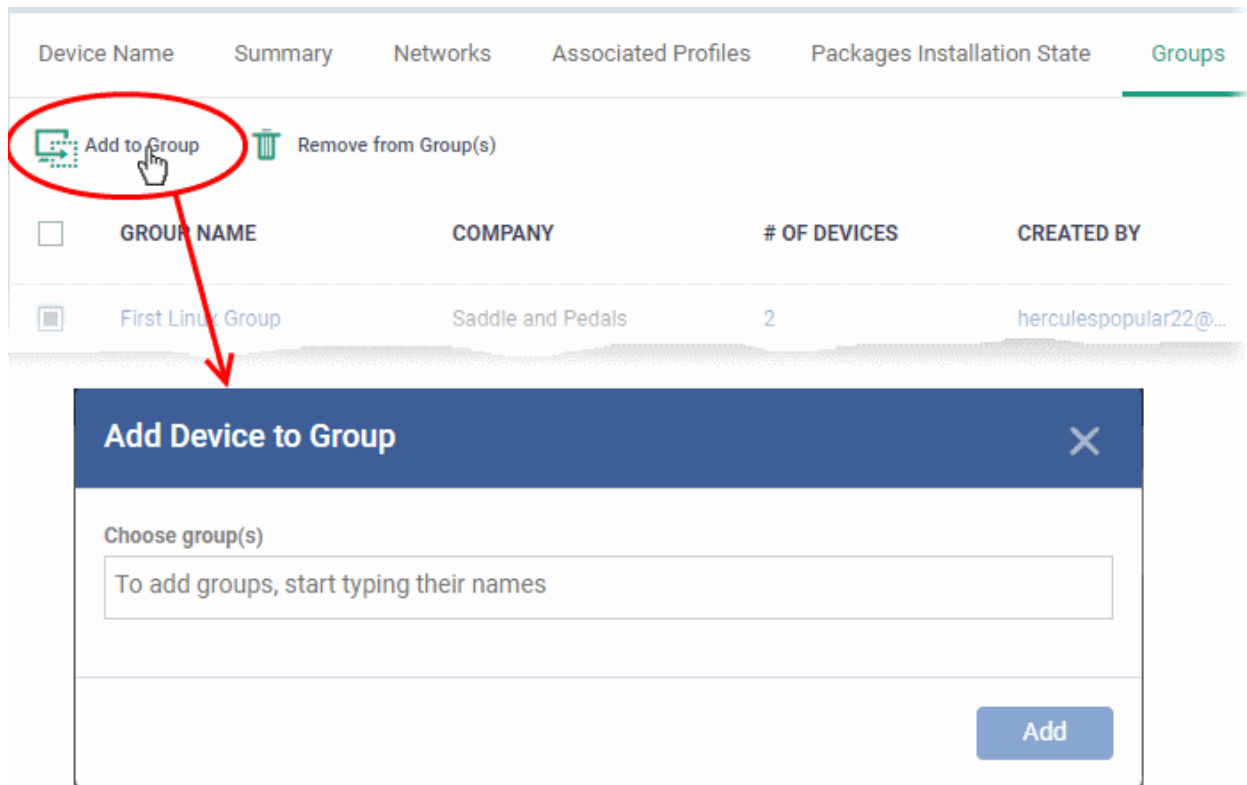 Device Name Summary Networks Associated Profiles Packages Installation State Groups
Add to Group Remove from Group(s)
GROUP NAME COMPANY # OF DEVICES CREATED BY
First Linux Group Saddle and Pedals 2 herculespopular22@...
Add Device to Group
Choose group(s)
To add groups, start typing their names
Add